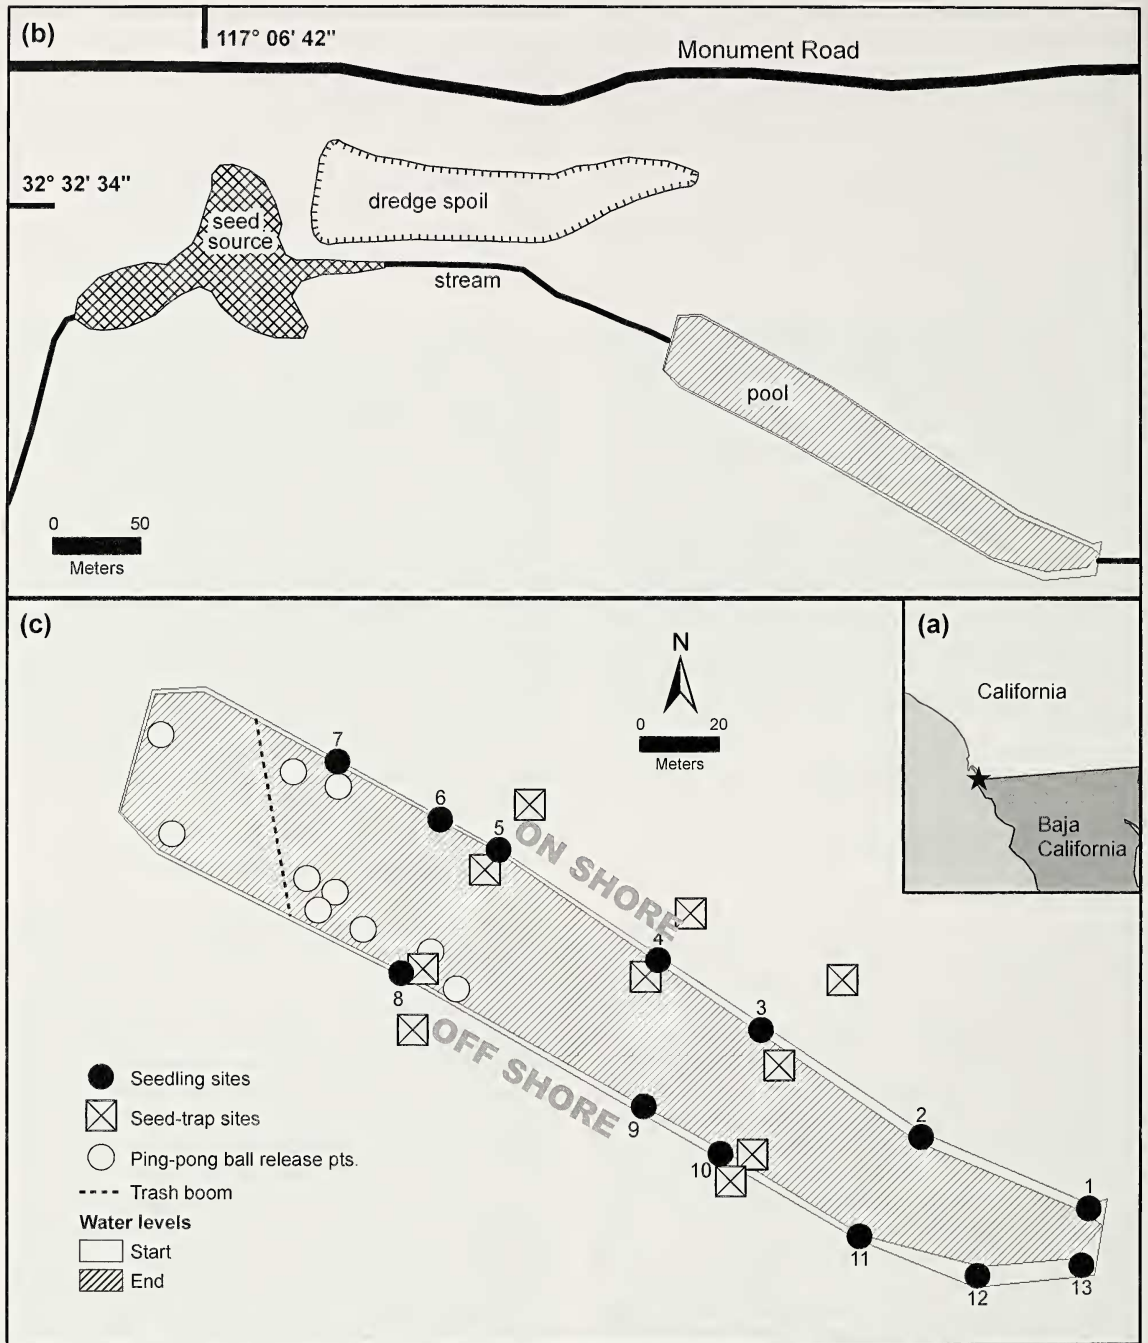 (b)
117° 06' 42"
Monument Road
32° 32' 34"
dredge spoil
seed
source
stream
pool
0 50
Meters
(c)
N
0 20
Meters
(a)
California
Baja
California
7
6
5
ON SHORE
4
3
8
OFF SHORE
9
2
10
1
11
12
13
Seedling sites
Seed-trap sites
Ping-pong ball release pts.
Trash boom
Water levels
Start
End